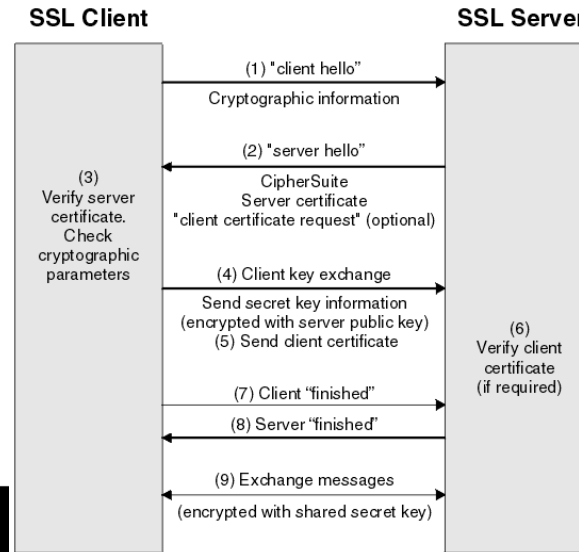 SSL Client
SSL Server
(1) "client hello”
Cryptographic information
(2) "server hello”
CipherSuite
Server certificate
"client certificate request" (optional)
(3)
Verify server
certificate.
Check
cryptographic
parameters
(4) Client key exchange
Send secret key information
(encrypted with server public key)
(5) Send client certificate
(6)
Verify client
certificate
(if required)
(7) Client “finished”
(8) Server “finished”
(9) Exchange messages
(encrypted with shared secret key)